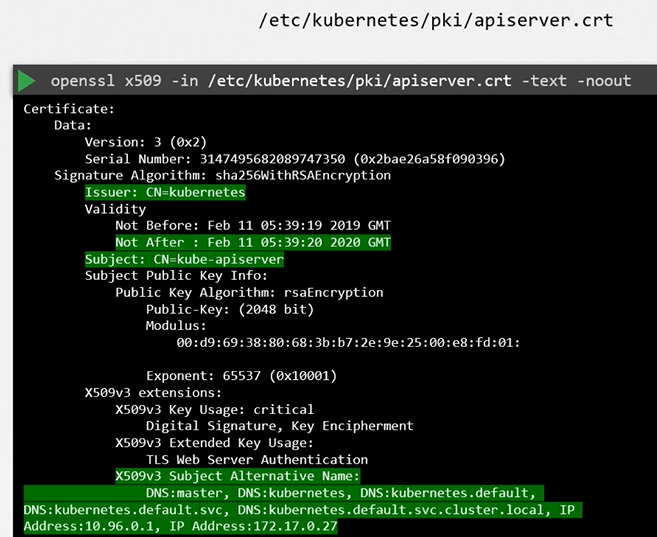 /etc/kubernetes/pki/apiserver.crt
openssl x509 -in /etc/kubernetes/pki/apiserver.crt -text -noout
Certificate:
Data:
Version: 3 (0x2)
Serial Number: 3147495682089747350 (0x2bae26a58f090396)
Signature Algorithm: sha256WithRSAEncryption
Issuer: CN=kubernetes
Validity
Not Before: Feb 11 05:39:19 2019 GMT
Not After : Feb 11 05:39:20 2020 GMT
Subject: CN=kube-apiserver
Subject Public Key Info:
Public Key Algorithm: rsaEncryption
Public-Key: (2048 bit)
Modulus:
00:d9:69:38:80:68:3b:b7:2e:9e:25:00:e8:fd:01:
Exponent: 65537 (0x10001)
X509v3 extensions:
X509v3 Key Usage: critical
Digital Signature, Key Encipherment
X509v3 Extended Key Usage:
TLS Web Server Authentication
X509v3 Subject Alternative Name:
DNS:master, DNS:kubernetes, DNS:kubernetes.default,
DNS:kubernetes.default.svc, DNS:kubernetes.default.svc.cluster.local, IP
Address:10.96.0.1, IP Address:172.17.0.27